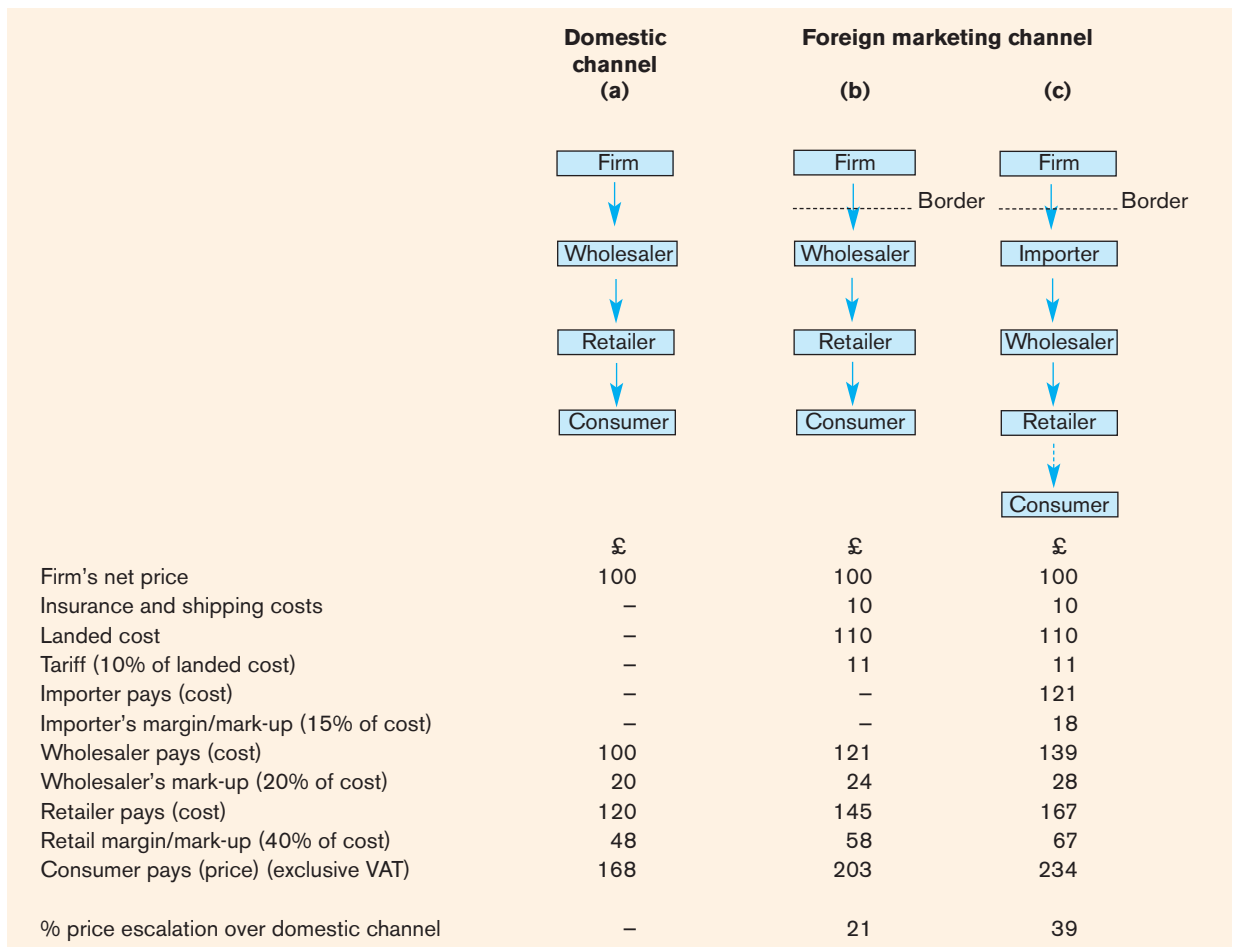 Domestic channel (a)
Foreign marketing channel
(b) (c)
Firm Firm Firm
Border Border
Wholesaler Wholesaler Importer
Retailer Retailer Wholesaler
Consumer Consumer Retailer
Consumer
£ £ £
Firm’s net price 100 100 100
Insurance and shipping costs – 10 10
Landed cost – 110 110
Tariff (10% of landed cost) – 11 11
Importer pays (cost) – – 121
Importer’s margin/mark-up (15% of cost) – – 18
Wholesaler pays (cost) 100 121 139
Wholesaler’s mark-up (20% of cost) 20 24 28
Retailer pays (cost) 120 145 167
Retail margin/mark-up (40% of cost) 48 58 67
Consumer pays (price) (exclusive VAT) 168 203 234
% price escalation over domestic channel – 21 39